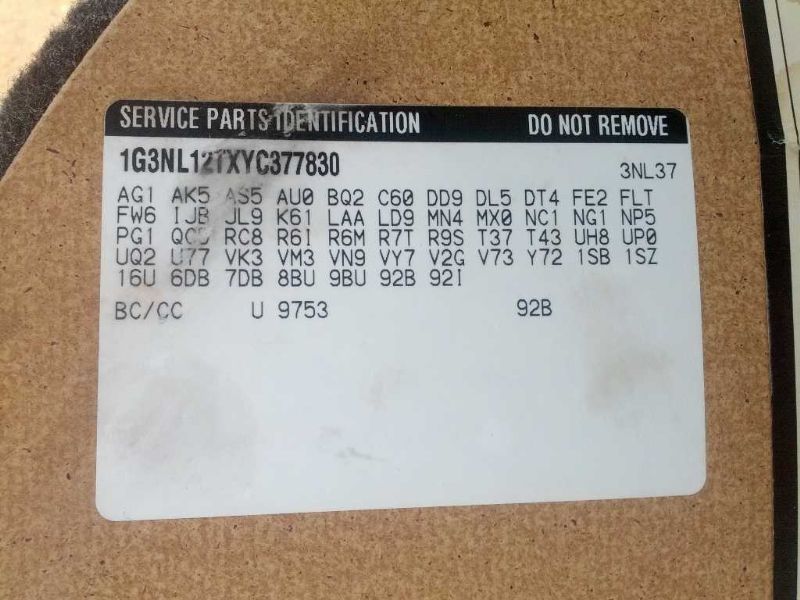 SERVICE PARTS IDENTIFICATION DO NOT REMOVE
1G3NL12TXYC377830 3NL37
AG1 AK5 AS5 AU0 BQ2 C60 DD9 DL5 DT4 FE2 FLT
FW6 IJB JL9 K61 LAA LD9 MN4 MX0 NC1 NG1 NP5
PG1 RC8 R6I R6M R7T R9S T37 T43 UH8 UP0
UQ2 U77 VK3 VM3 VN9 VY7 V2G V73 Y72 1SB 1SZ
16U 6DB 7DB 8BU 9BU 92B 92I
BC/CC U 9753 92B